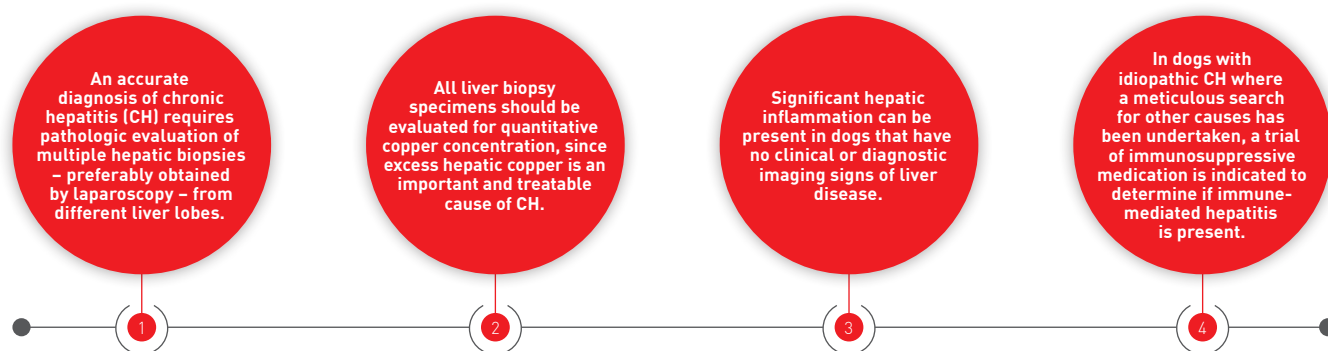 An accurate
diagnosis of chronic
hepatitis (CH) requires
pathologic evaluation of
multiple hepatic biopsies
– preferably obtained
by laparoscopy – from
different liver lobes.
1
All liver biopsy
specimens should be
evaluated for quantitative
copper concentration, since
excess hepatic copper is an
important and treatable
cause of CH.
2
Significant hepatic
inflammation can be
present in dogs that have
no clinical or diagnostic
imaging signs of liver
disease.
3
In dogs with
idiopathic CH where
a meticulous search
for other causes has
been undertaken, a trial
of immunosuppressive
medication is indicated to
determine if immune-
mediated hepatitis
is present.
4